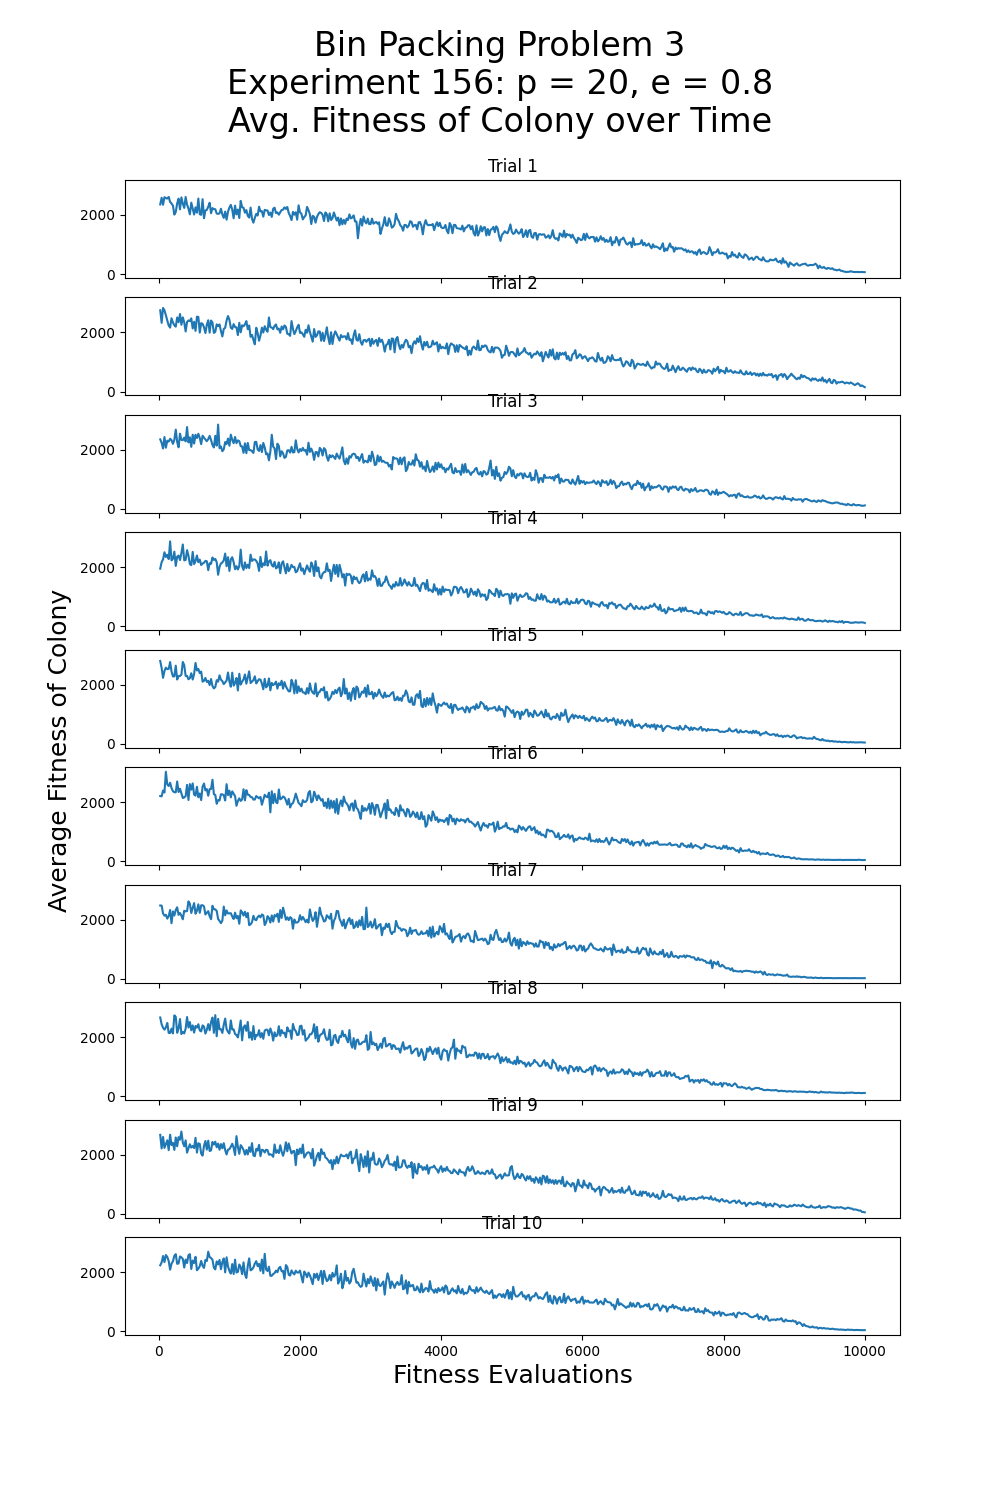 Bin Packing Problem 3
Experiment 156: p = 20, e = 0.8
Avg. Fitness of Colony over Time
Average Fitness of Colony
Trial 1
2000
0
Trial 2
2000
0
Trial 3
2000
0
Trial 4
2000
0
Trial 5
2000
0
Trial 6
2000
0
Trial 7
2000
0
Trial 8
2000
0
Trial 9
2000
0
Trial 10
2000
0
0 2000 4000 6000 8000 10000
Fitness Evaluations